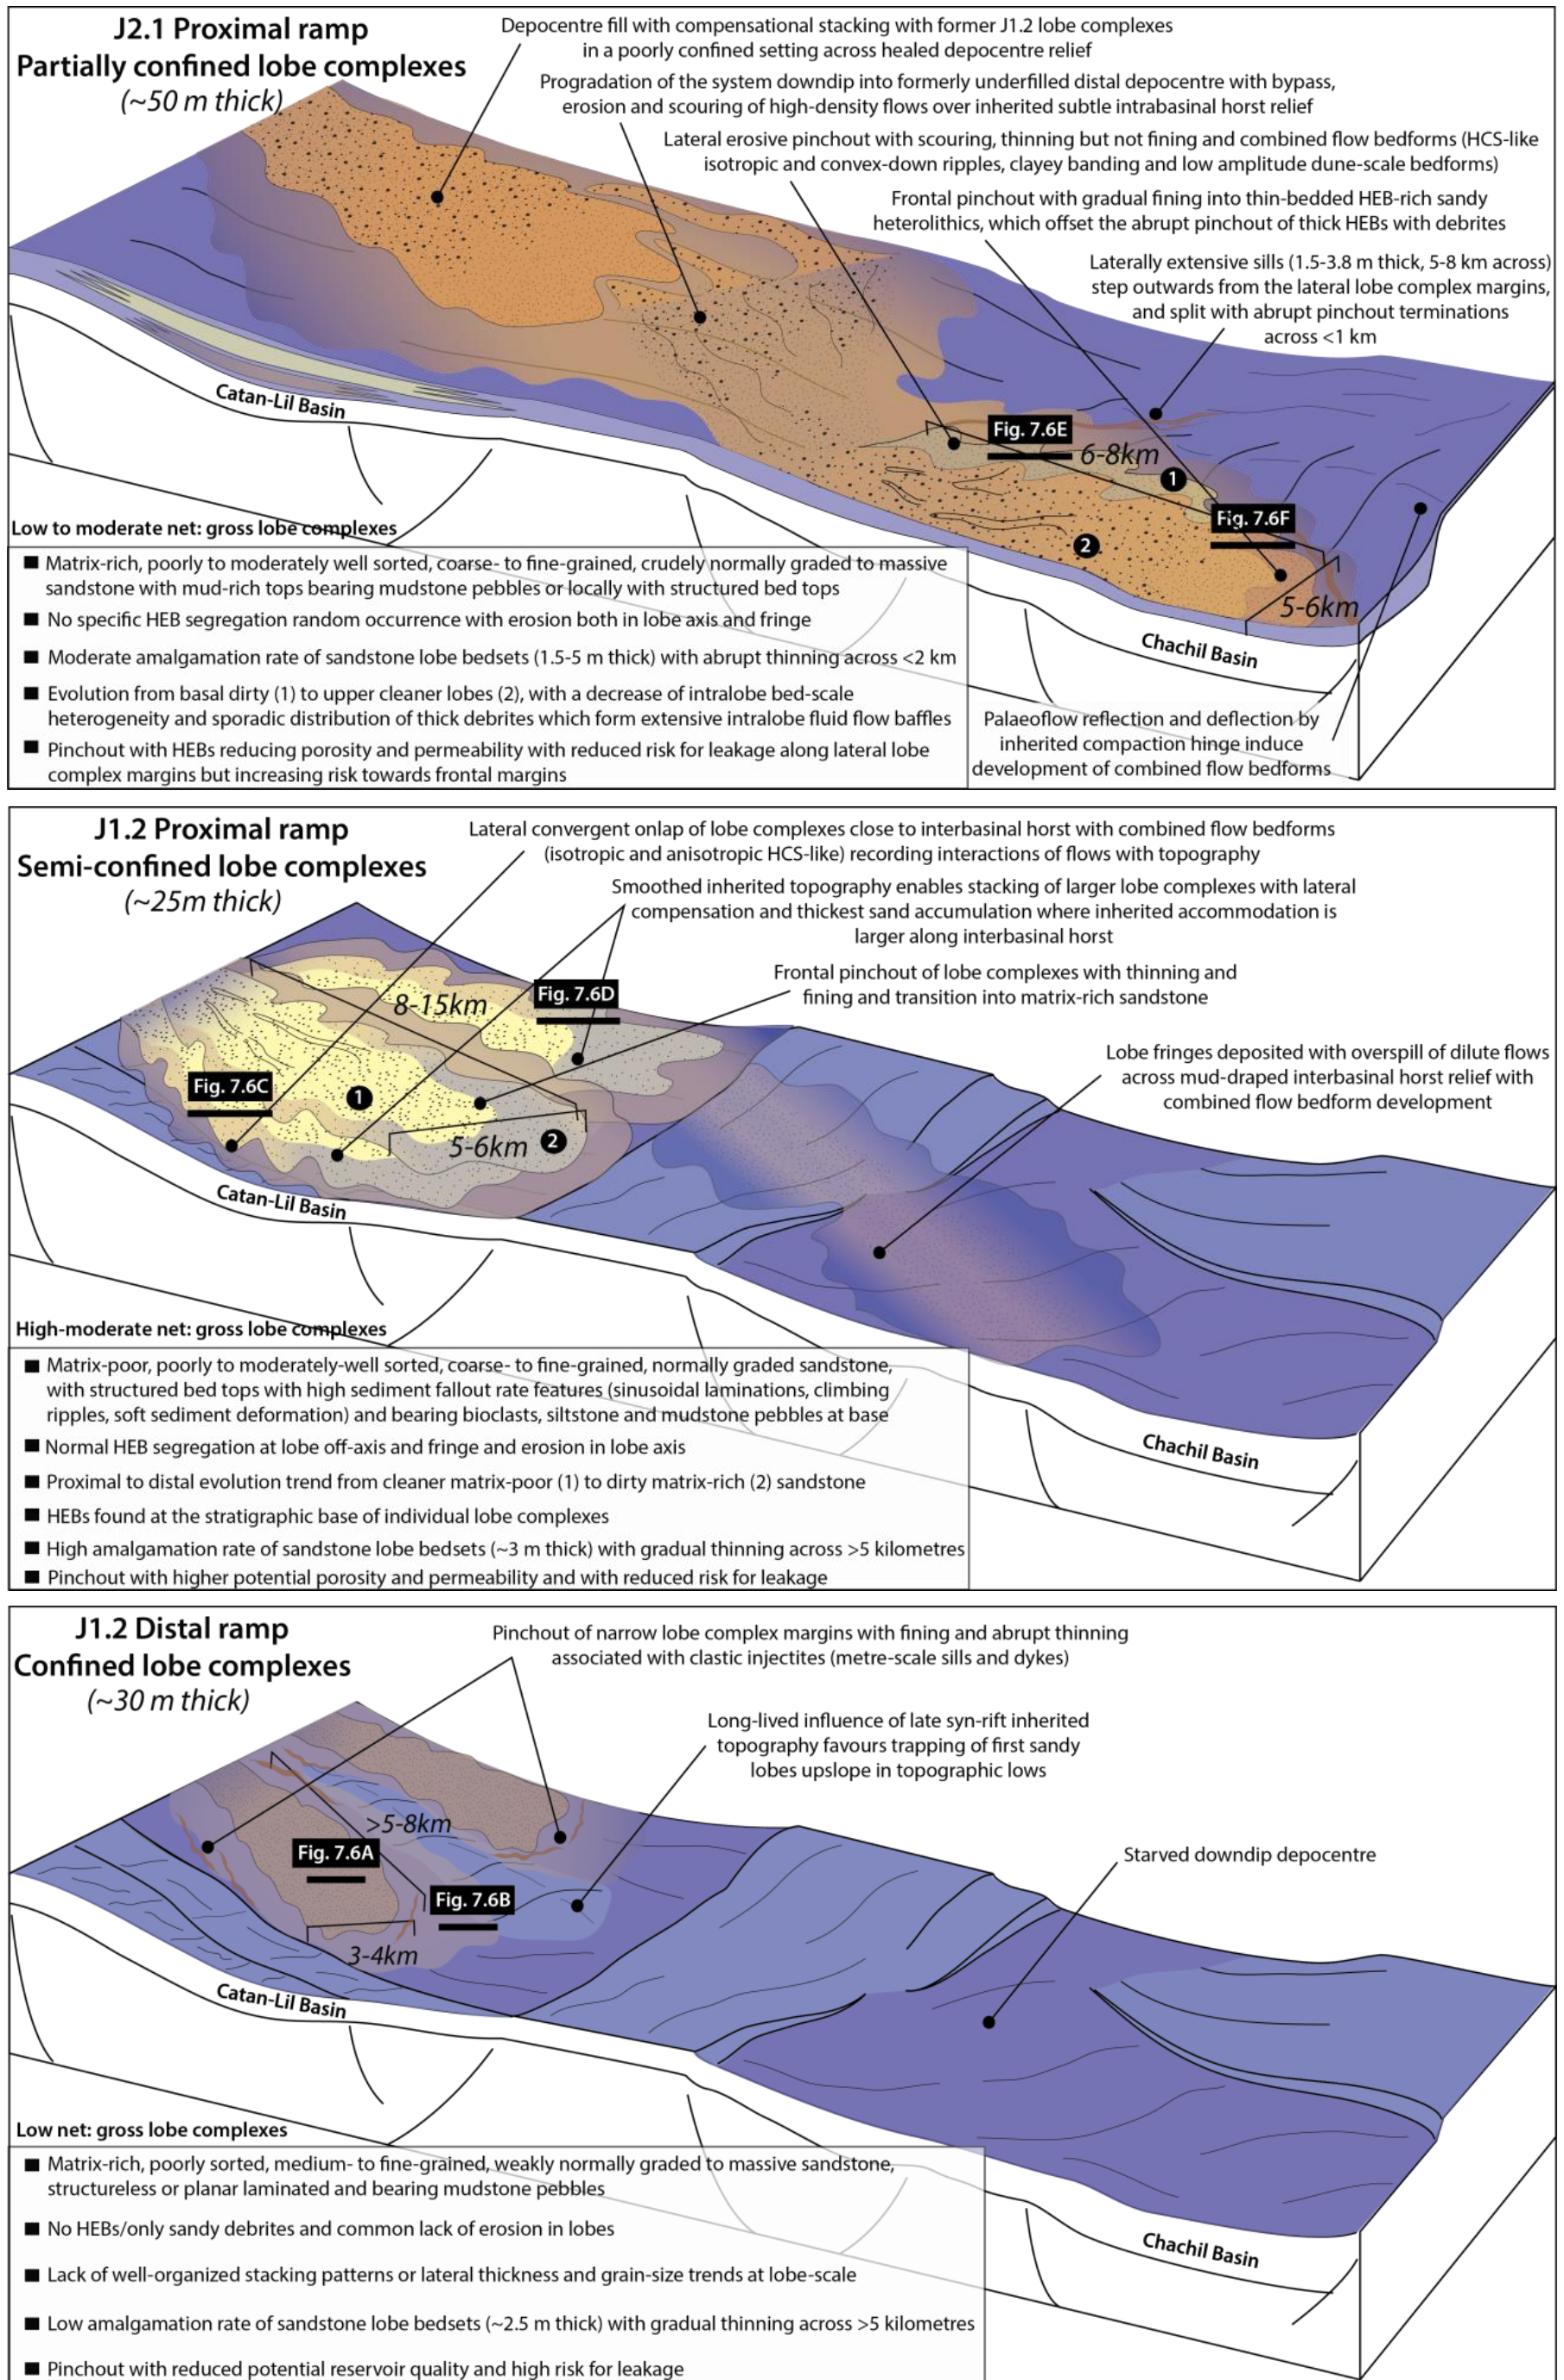 J2.1 Proximal ramp
Partially confined lobe complexes
(~50 m thick)
Depocentre fill with compensational stacking with former J1.2 lobe complexes
in a poorly confined setting across healed depocentre relief
Progradation of the system downdip into formerly underfilled distal depocentre with bypass,
erosion and scouring of high-density flows over inherited subtle intrabasinal horst relief
Lateral erosive pinchout with scouring, thinning but not fining and combined flow bedforms (HCS-like
isotropic and convex-down ripples, clayey banding and low amplitude dune-scale bedforms)
Frontal pinchout with gradual fining into thin-bedded HEB-rich sandy
heterolithics, which offset the abrupt pinchout of thick HEBs with debrites
Laterally extensive sills (1.5-3.8 m thick, 5-8 km across)
step outwards from the lateral lobe complex margins,
and split with abrupt pinchout terminations
across <1 km
Catan-Lil Basin
Fig. 7.6E
6-8km
1
Fig. 7.6F
2
5-6km
Chachil Basin
Low to moderate net: gross lobe complexes
■ Matrix-rich, poorly to moderately well sorted, coarse- to fine-grained, crudely normally graded to massive
sandstone with mud-rich tops bearing mudstone pebbles or locally with structured bed tops
■ No specific HEB segregation random occurrence with erosion both in lobe axis and fringe
■ Moderate amalgamation rate of sandstone lobe bedsets (1.5-5 m thick) with abrupt thinning across <2 km
■ Evolution from basal dirty (1) to upper cleaner lobes (2), with a decrease of intralobe bed-scale
heterogeneity and sporadic distribution of thick debrites which form extensive intralobe fluid flow baffles
■ Pinchout with HEBs reducing porosity and permeability with reduced risk for leakage along lateral lobe
complex margins but increasing risk towards frontal margins
Palaeoflow reflection and deflection by
inherited compaction hinge induce
development of combined flow bedforms
J1.2 Proximal ramp
Semi-confined lobe complexes
(~25m thick)
Lateral convergent onlap of lobe complexes close to interbasinal horst with combined flow bedforms
(isotropic and anisotropic HCS-like) recording interactions of flows with topography
Smoothed inherited topography enables stacking of larger lobe complexes with lateral
compensation and thickest sand accumulation where inherited accommodation is
larger along interbasinal horst
Frontal pinchout of lobe complexes with thinning and
fining and transition into matrix-rich sandstone
Lobe fringes deposited with overspill of dilute flows
across mud-draped interbasinal horst relief with
combined flow bedform development
8-15km
Fig. 7.6D
Fig. 7.6C
1
5-6km
2
Catan-Lil Basin
Chachil Basin
High-moderate net: gross lobe complexes
■ Matrix-poor, poorly to moderately-well sorted, coarse- to fine-grained, normally graded sandstone,
with structured bed tops with high sediment fallout rate features (sinusoidal laminations, climbing
ripples, soft sediment deformation) and bearing bioclasts, siltstone and mudstone pebbles at base
■ Normal HEB segregation at lobe off-axis and fringe and erosion in lobe axis
■ Proximal to distal evolution trend from cleaner matrix-poor (1) to dirty matrix-rich (2) sandstone
■ HEBs found at the stratigraphic base of individual lobe complexes
■ High amalgamation rate of sandstone lobe bedsets (~3 m thick) with gradual thinning across >5 kilometres
■ Pinchout with higher potential porosity and permeability and with reduced risk for leakage
J1.2 Distal ramp
Confined lobe complexes
(~30 m thick)
Pinchout of narrow lobe complex margins with fining and abrupt thinning
associated with clastic injectites (metre-scale sills and dykes)
Long-lived influence of late syn-rift inherited
topography favours trapping of first sandy
lobes upslope in topographic lows
Starved downdip depocentre
>5-8km
Fig. 7.6A
Fig. 7.6B
3-4km
Catan-Lil Basin
Chachil Basin
Low net: gross lobe complexes
■ Matrix-rich, poorly sorted, medium- to fine-grained, weakly normally graded to massive sandstone,
structureless or planar laminated and bearing mudstone pebbles
■ No HEBs/only sandy debrites and common lack of erosion in lobes
■ Lack of well-organized stacking patterns or lateral thickness and grain-size trends at lobe-scale
■ Low amalgamation rate of sandstone lobe bedsets (~2.5 m thick) with gradual thinning across >5 kilometres
■ Pinchout with reduced potential reservoir quality and high risk for leakage